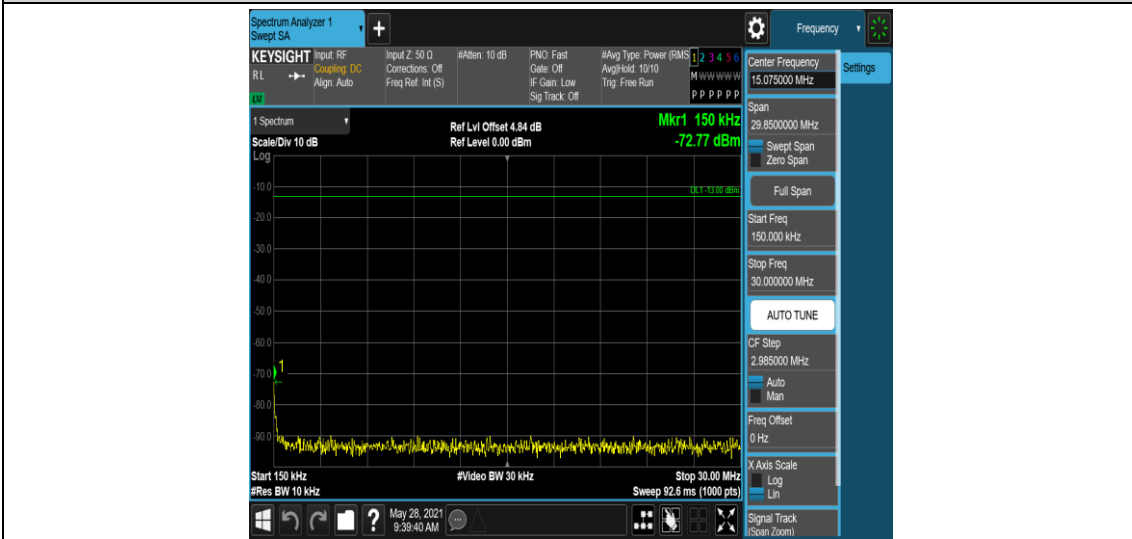 Spectrum Analyzer 1
Swept SA
+
Frequency
KEYSIGHT
RL
LNI
Input: RF
Coupling: DC
Align: Auto
Input Z: 50 Ω
Corrections: Off
Freq Ref: Int (S)
#Atten: 10 dB
PNO: Fast
Gate: Off
IF Gain: Low
Sig Track: Off
#Avg Type: Power (RMS
Avg|Hold: 10/10
Trig: Free Run
1 2 3 4 5 6
M W W W W W
P P P P P P
1 Spectrum
Scale/Div 10 dB
Ref Lvl Offset 4.84 dB
Ref Level 0.00 dBm
Mkr1 150 kHz
-72.77 dBm
Log
-10.0
DL1 -13.00 dBm
-20.0
-30.0
-40.0
-50.0
-60.0
1
-70.0
-80.0
-90.0
Start 150 kHz
#Res BW 10 kHz
#Video BW 30 kHz
Stop 30.00 MHz
Sweep 92.6 ms (1000 pts)
?
May 28, 2021
9:39:40 AM
Center Frequency
15.075000 MHz
Span
29.8500000 MHz
Swept Span
Zero Span
Full Span
Start Freq
150.000 kHz
Stop Freq
30.000000 MHz
AUTO TUNE
CF Step
2.985000 MHz
Auto
Man
Freq Offset
0 Hz
X Axis Scale
Log
Lin
Signal Track
(Span Zoom)
Settings